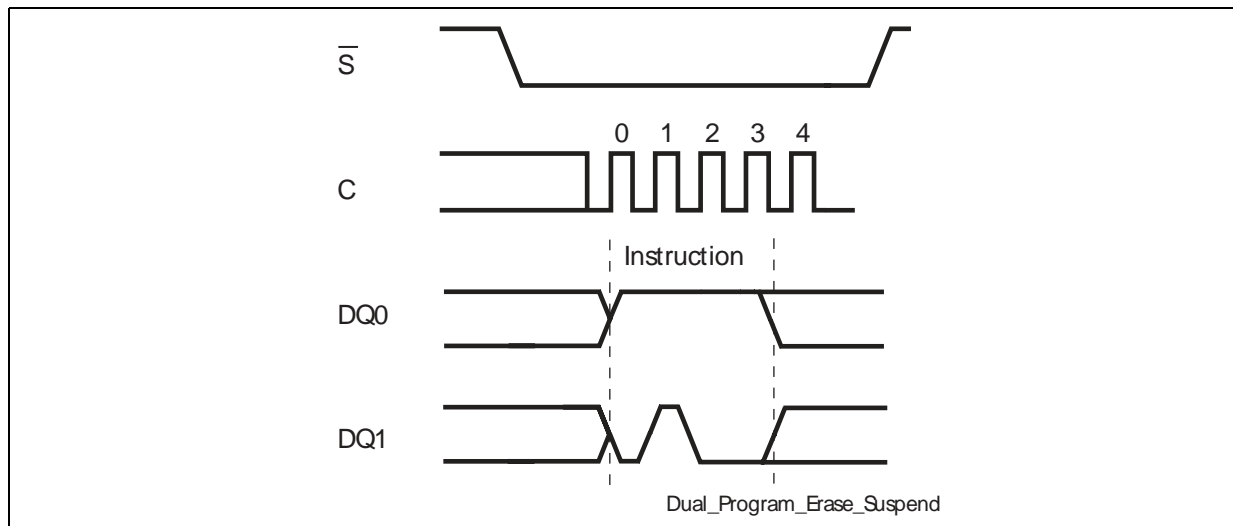 S̅
0 1 2 3 4
C
Instruction
DQ0
DQ1
Dual_Program_Erase_Suspend